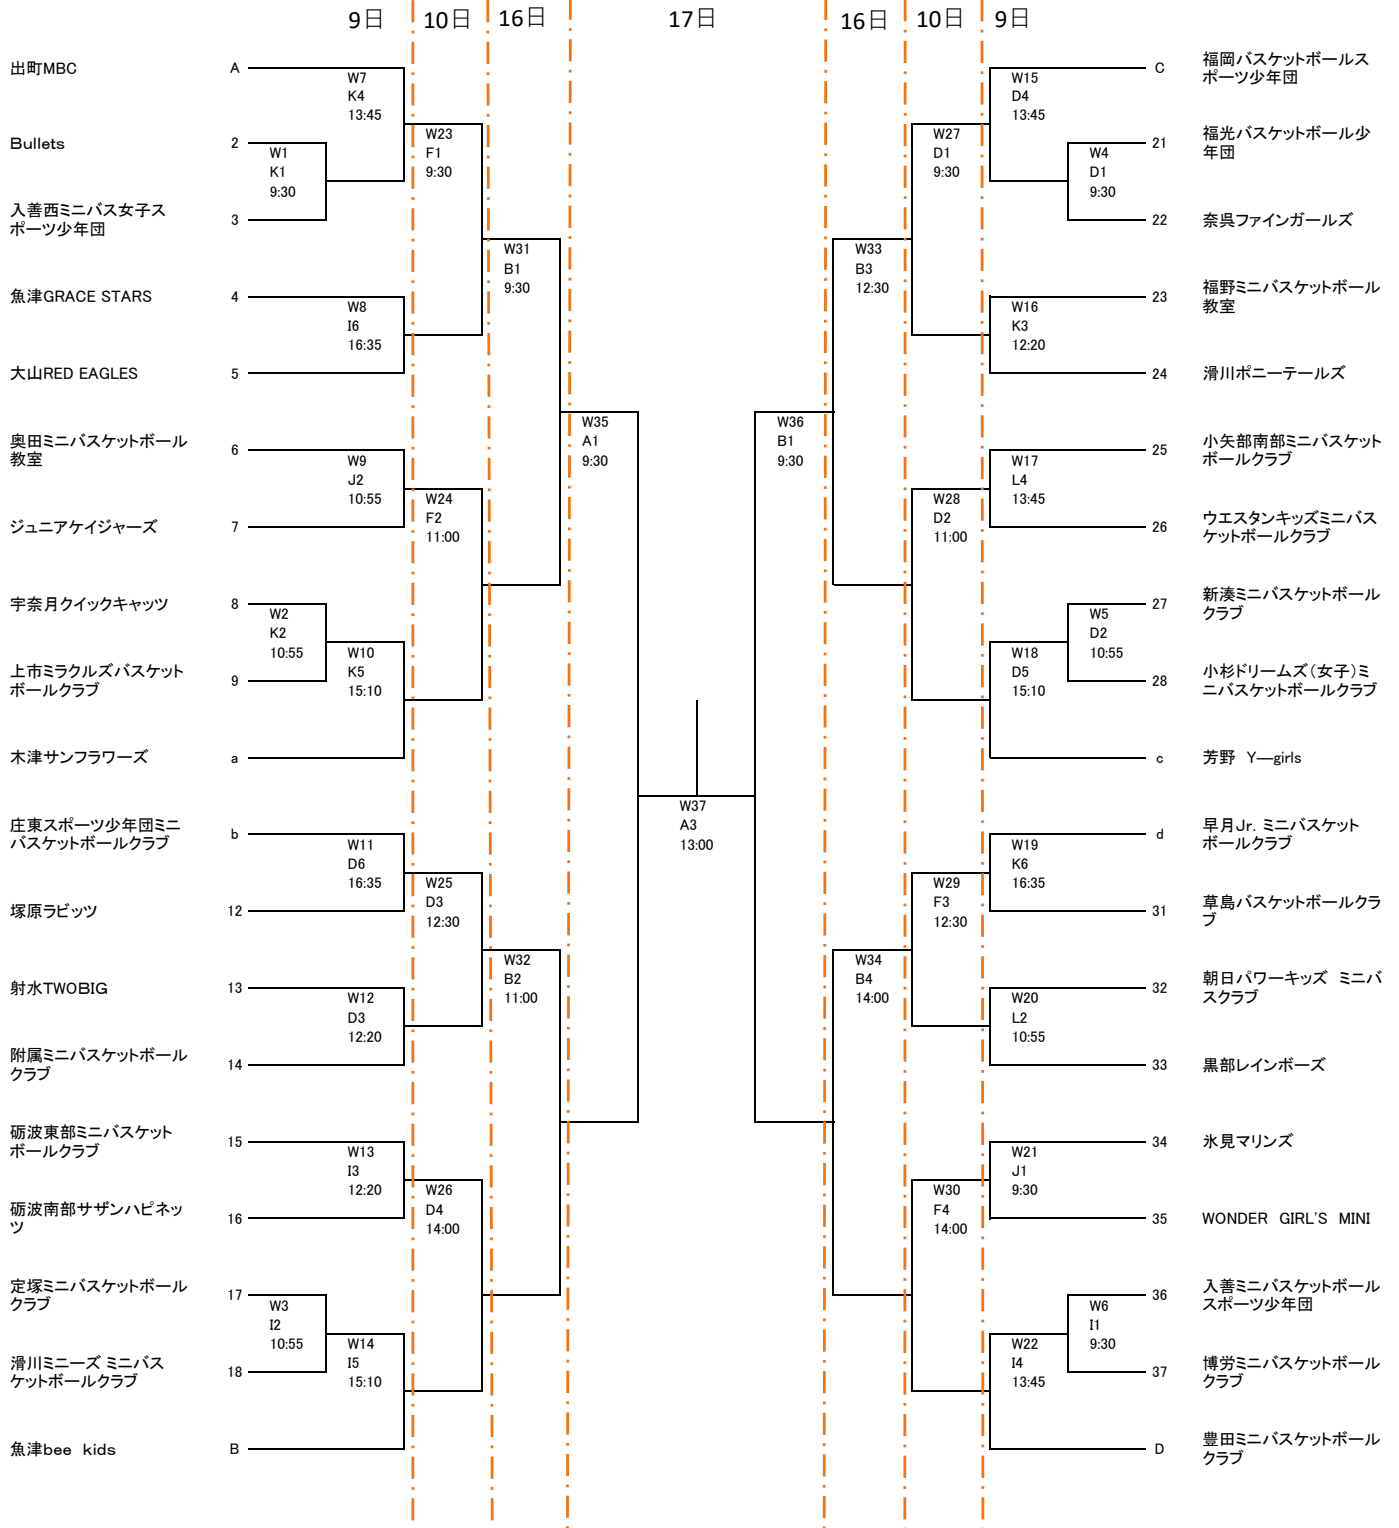 9日 10日 16日 17日 16日 10日 9日
出町MBC A
W7
K4
13:45
Bullets 2
W1
K1
9:30
W23
F1
9:30
入善西ミニバス女子ス
ポーツ少年団 3
W31
B1
9:30
魚津GRACE STARS 4
W8
I6
16:35
大山RED EAGLES 5
W35
A1
9:30
奥田ミニバスケットボール
教室 6
W9
J2
10:55
W24
F2
11:00
ジュニアケイジャーズ 7
宇奈月クイックキャッツ 8
W2
K2
10:55
W10
K5
15:10
上市ミラクルズバスケット
ボールクラブ 9
木津サンフラワーズ a
W37
A3
13:00
庄東スポーツ少年団ミニ
バスケットボールクラブ b
W11
D6
16:35
W25
D3
12:30
塚原ラビッツ 12
W32
B2
11:00
射水TWOBIG 13
W12
D3
12:20
附属ミニバスケットボール
クラブ 14
砺波東部ミニバスケット
ボールクラブ 15
W13
I3
12:20
W26
D4
14:00
砺波南部サザンハピネッ
ツ 16
定塚ミニバスケットボール
クラブ 17
W3
I2
10:55
W14
I5
15:10
滑川ミニーズ ミニバス
ケットボールクラブ 18
魚津bee kids B
C 福岡バスケットボールス
ポーツ少年団
W15
D4
13:45
W27
D1
9:30
21 福光バスケットボール少
年団
W4
D1
9:30
22 奈呉ファインガールズ
W33
B3
12:30
23 福野ミニバスケットボール
教室
W16
K3
12:20
24 滑川ポニーテールズ
W36
B1
9:30
25 小矢部南部ミニバスケット
ボールクラブ
W17
L4
13:45
W28
D2
11:00
26 ウエスタンキッズミニバス
ケットボールクラブ
27 新湊ミニバスケットボール
クラブ
W5
D2
10:55
W18
D5
15:10
28 小杉ドリームズ(女子)ミ
ニバスケットボールクラブ
c 芳野 Y―girls
d 早月Jr. ミニバスケット
ボールクラブ
W19
K6
16:35
W29
F3
12:30
31 草島バスケットボールクラ
ブ
W34
B4
14:00
32 朝日パワーキッズ ミニバ
スクラブ
W20
L2
10:55
33 黒部レインボーズ
34 氷見マリンズ
W21
J1
9:30
W30
F4
14:00
35 WONDER GIRL'S MINI
36 入善ミニバスケットボール
スポーツ少年団
W6
I1
9:30
W22
I4
13:45
37 博労ミニバスケットボール
クラブ
D 豊田ミニバスケットボール
クラブ